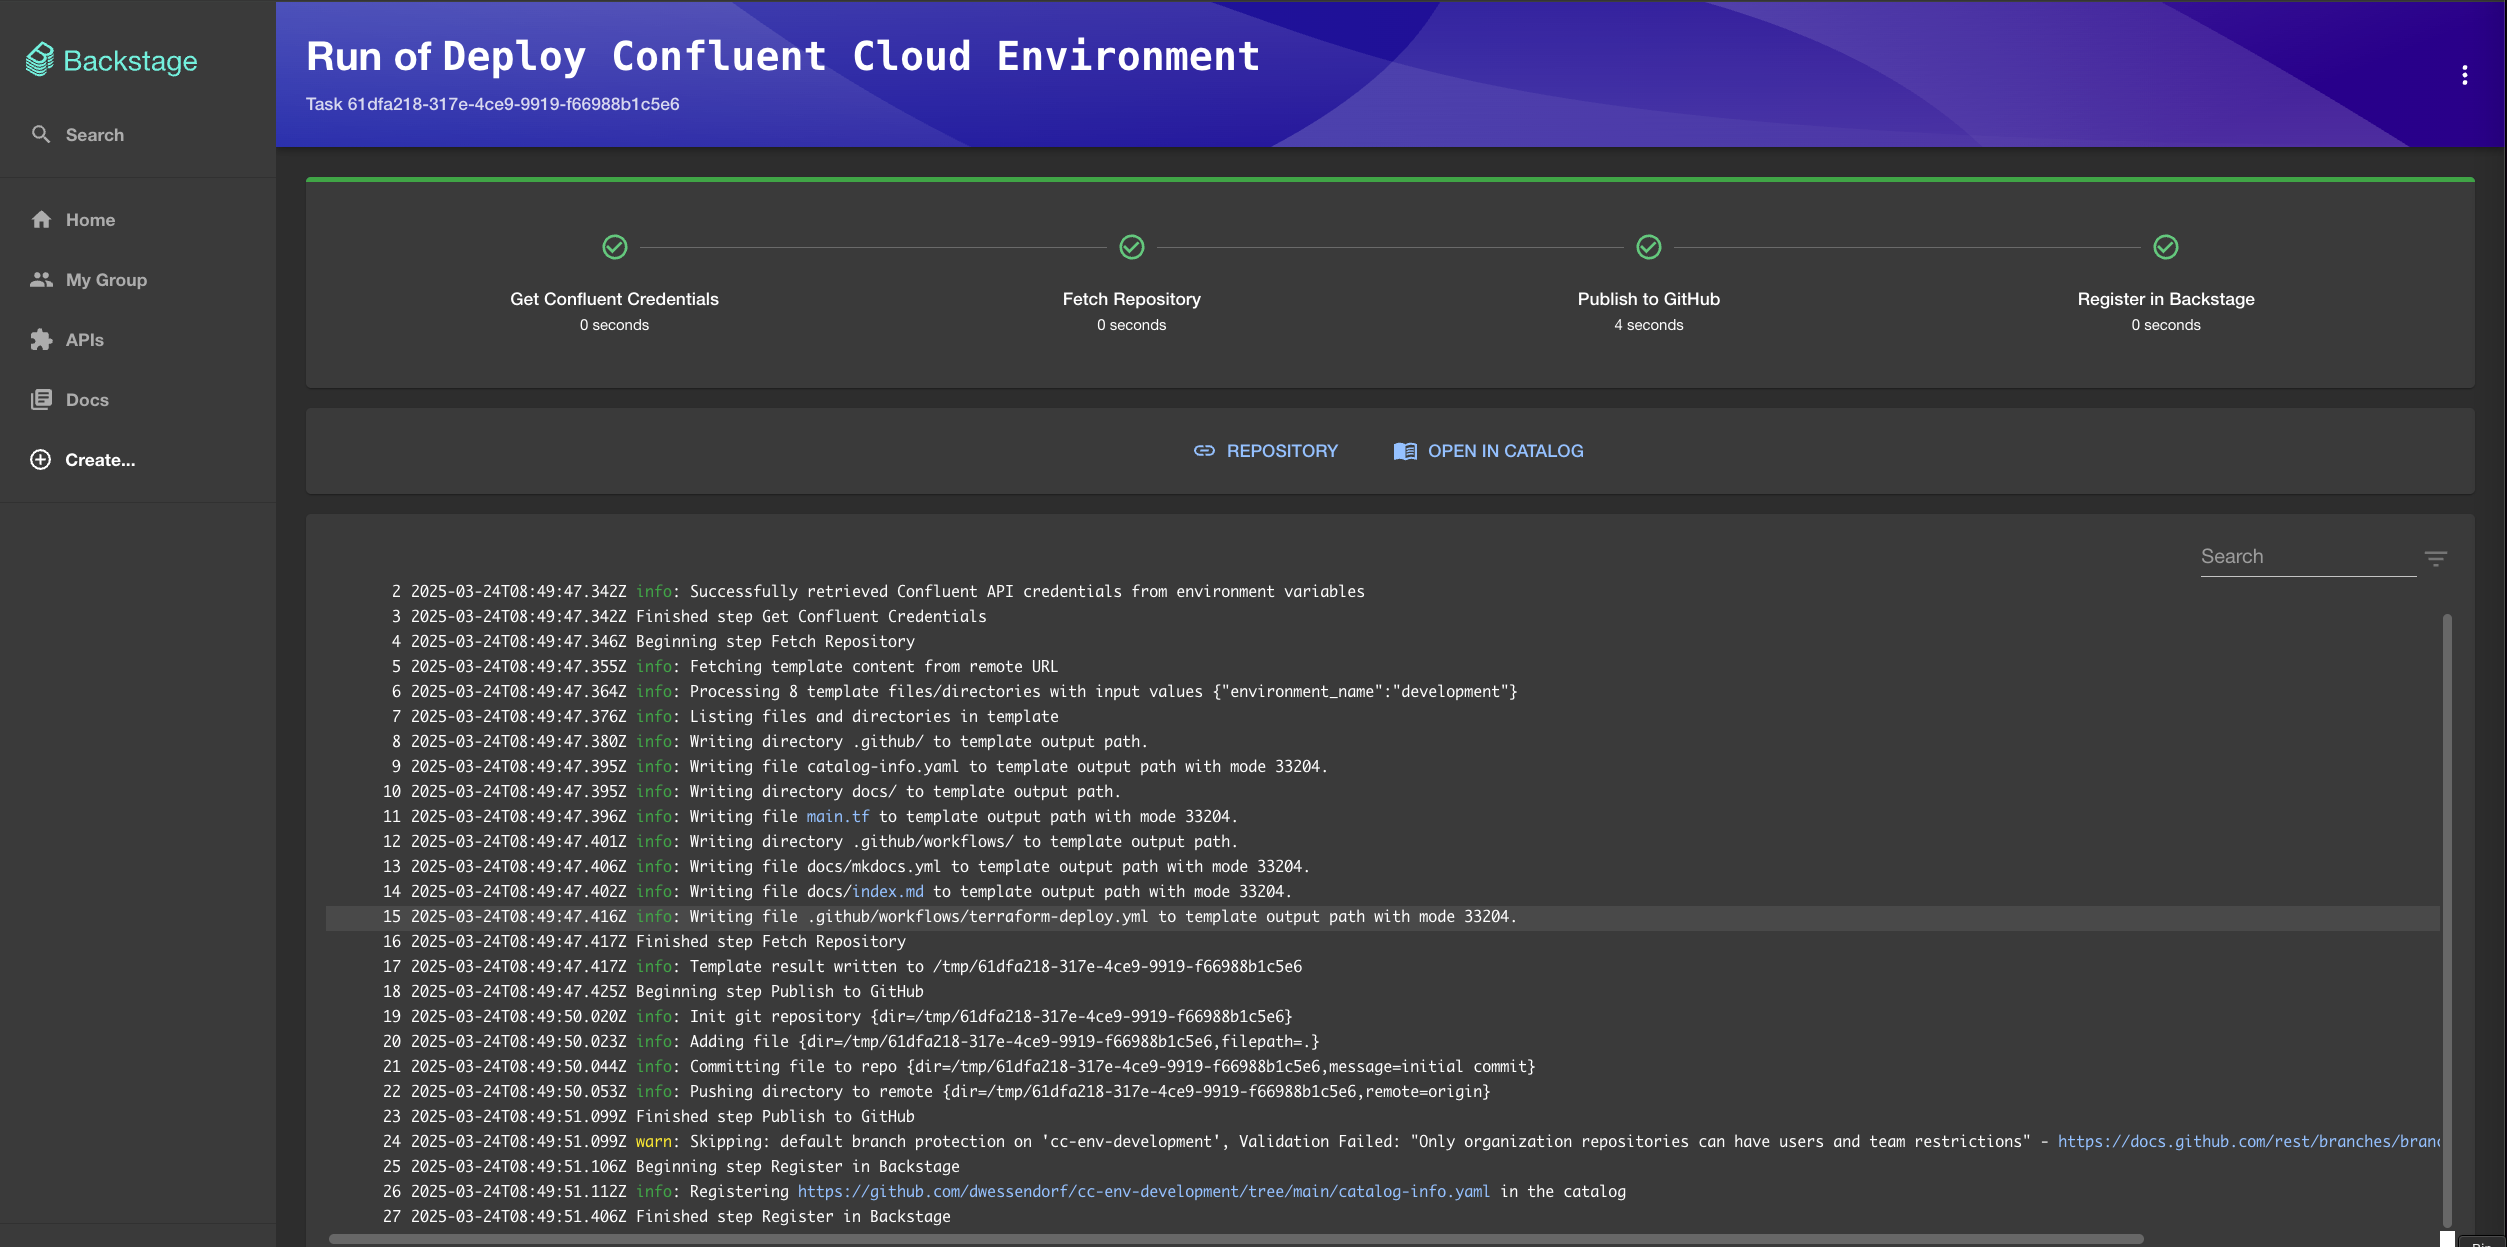 Backstage
Search
Home
My Group
APIs
Docs
Create...
Run of Deploy Confluent Cloud Environment
Task 61dfa218-317e-4ce9-9919-f66988b1c5e6
Get Confluent Credentials
0 seconds
Fetch Repository
0 seconds
Publish to GitHub
4 seconds
Register in Backstage
0 seconds
REPOSITORY
OPEN IN CATALOG
Search
2 2025-03-24T08:49:47.342Z info: Successfully retrieved Confluent API credentials from environment variables
3 2025-03-24T08:49:47.342Z Finished step Get Confluent Credentials
4 2025-03-24T08:49:47.346Z Beginning step Fetch Repository
5 2025-03-24T08:49:47.355Z info: Fetching template content from remote URL
6 2025-03-24T08:49:47.364Z info: Processing 8 template files/directories with input values {"environment_name":"development"}
7 2025-03-24T08:49:47.376Z info: Listing files and directories in template
8 2025-03-24T08:49:47.380Z info: Writing directory .github/ to template output path.
9 2025-03-24T08:49:47.395Z info: Writing file catalog-info.yaml to template output path with mode 33204.
10 2025-03-24T08:49:47.395Z info: Writing directory docs/ to template output path.
11 2025-03-24T08:49:47.396Z info: Writing file main.tf to template output path with mode 33204.
12 2025-03-24T08:49:47.401Z info: Writing directory .github/workflows/ to template output path.
13 2025-03-24T08:49:47.406Z info: Writing file docs/mkdocs.yml to template output path with mode 33204.
14 2025-03-24T08:49:47.402Z info: Writing file docs/index.md to template output path with mode 33204.
15 2025-03-24T08:49:47.416Z info: Writing file .github/workflows/terraform-deploy.yml to template output path with mode 33204.
16 2025-03-24T08:49:47.417Z Finished step Fetch Repository
17 2025-03-24T08:49:47.417Z info: Template result written to /tmp/61dfa218-317e-4ce9-9919-f66988b1c5e6
18 2025-03-24T08:49:47.425Z Beginning step Publish to GitHub
19 2025-03-24T08:49:50.020Z info: Init git repository {dir=/tmp/61dfa218-317e-4ce9-9919-f66988b1c5e6}
20 2025-03-24T08:49:50.023Z info: Adding file {dir=/tmp/61dfa218-317e-4ce9-9919-f66988b1c5e6,filepath=.}
21 2025-03-24T08:49:50.044Z info: Committing file to repo {dir=/tmp/61dfa218-317e-4ce9-9919-f66988b1c5e6,message=initial commit}
22 2025-03-24T08:49:50.053Z info: Pushing directory to remote {dir=/tmp/61dfa218-317e-4ce9-9919-f66988b1c5e6,remote=origin}
23 2025-03-24T08:49:51.099Z Finished step Publish to GitHub
24 2025-03-24T08:49:51.099Z warn: Skipping: default branch protection on 'cc-env-development', Validation Failed: "Only organization repositories can have users and team restrictions" - https://docs.github.com/rest/branches/bran
25 2025-03-24T08:49:51.106Z Beginning step Register in Backstage
26 2025-03-24T08:49:51.112Z info: Registering https://github.com/dwessendorf/cc-env-development/tree/main/catalog-info.yaml in the catalog
27 2025-03-24T08:49:51.406Z Finished step Register in Backstage